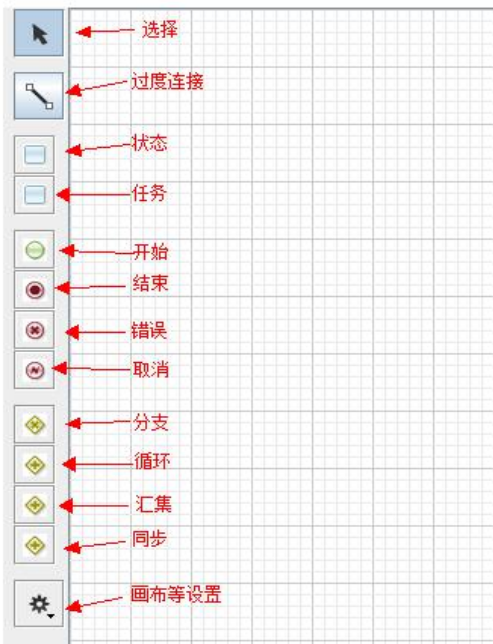 选择
过度连接
状态
任务
开始
结束
错误
取消
分支
循环
汇集
同步
画布等设置